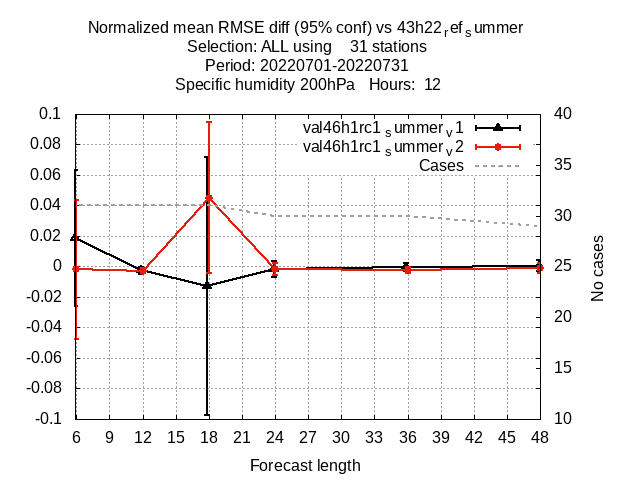 Normalized mean RMSE diff (95% conf) vs 43h22refsummer
Selection: ALL using 31 stations
Period: 20220701-20220731
Specific humidity 200hPa Hours: 12
0.1
0.08
0.06
0.04
0.02
0
-0.02
-0.04
-0.06
-0.08
-0.1
val46h1rc1summerv1
val46h1rc1summerv2
Cases
40
35
30
25
20
15
10
No cases
6 9 12 15 18 21 24 27 30 33 36 39 42 45 48
Forecast length